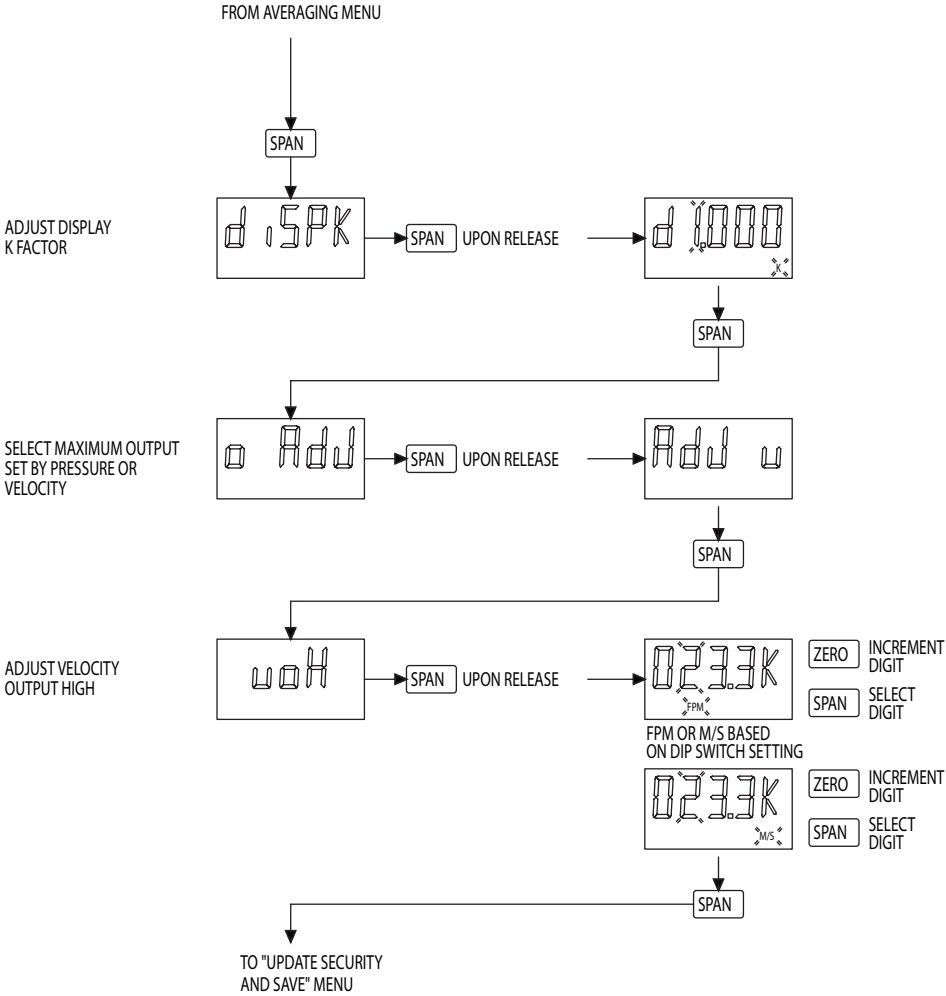 FROM AVERAGING MENU
SPAN
ADJUST DISPLAY
K FACTOR
diSPK
SPAN UPON RELEASE
d1.000
K
SPAN
SELECT MAXIMUM OUTPUT
SET BY PRESSURE OR
VELOCITY
o AdJ
SPAN UPON RELEASE
AdJ u
SPAN
ADJUST VELOCITY
OUTPUT HIGH
uoH
SPAN UPON RELEASE
023.3K
FPM
ZERO INCREMENT
DIGIT
SPAN SELECT
DIGIT
FPM OR M/S BASED
ON DIP SWITCH SETTING
023.3K
M/S
ZERO INCREMENT
DIGIT
SPAN SELECT
DIGIT
SPAN
TO "UPDATE SECURITY
AND SAVE" MENU